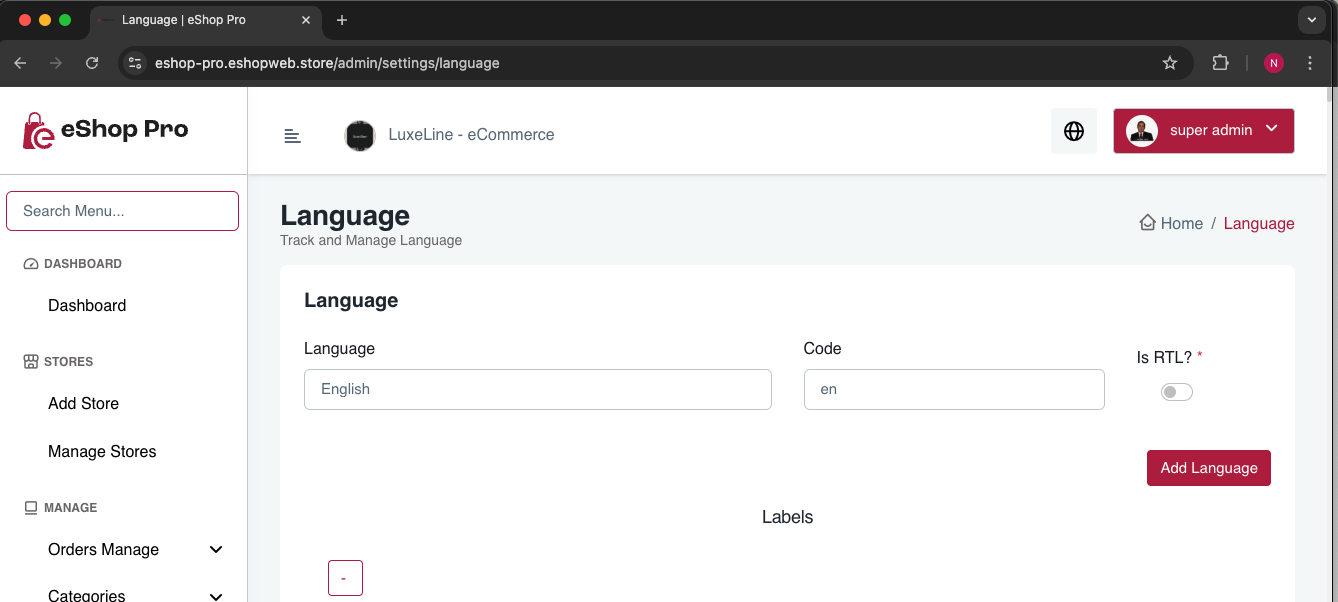 Language | eShop Pro
eshop-pro.eshopweb.store/admin/settings/language
N
eShop Pro
LuxeLine - eCommerce
super admin
Search Menu...
Language
Track and Manage Language
Home / Language
DASHBOARD
Dashboard
STORES
Add Store
Manage Stores
MANAGE
Orders Manage
Categories
Language
Language
Code
Is RTL? *
English
en
Add Language
Labels
-